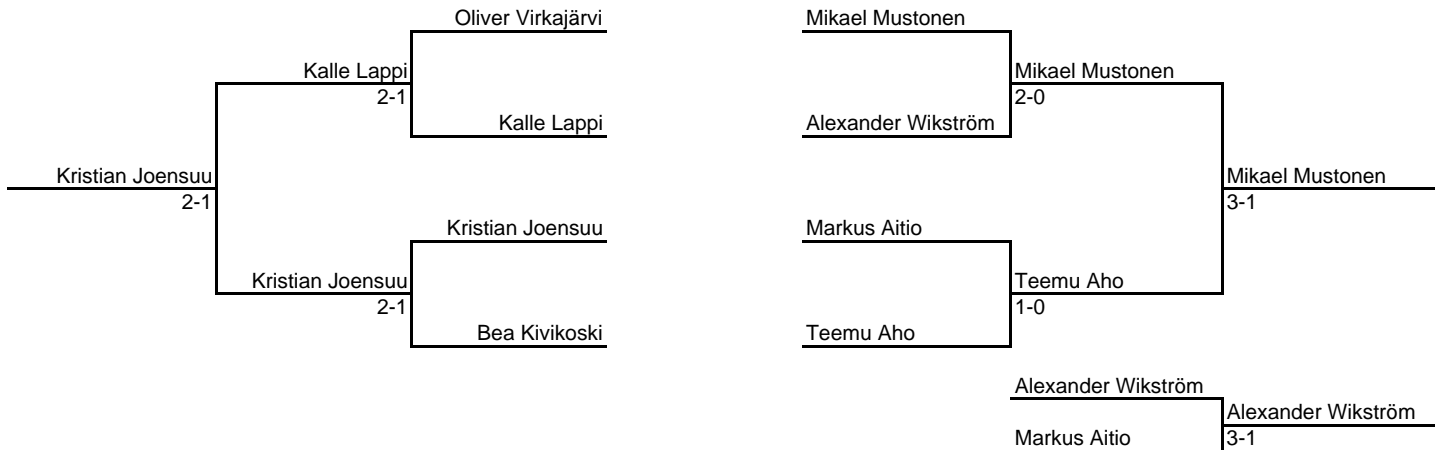 Oliver Virkajärvi
Mikael Mustonen
Kalle Lappi
2-1
Mikael Mustonen
2-0
Kalle Lappi
Alexander Wikström
Kristian Joensuu
2-1
Mikael Mustonen
3-1
Kristian Joensuu
Markus Aitio
Kristian Joensuu
2-1
Teemu Aho
1-0
Bea Kivikoski
Teemu Aho
Alexander Wikström
Alexander Wikström
Markus Aitio
3-1